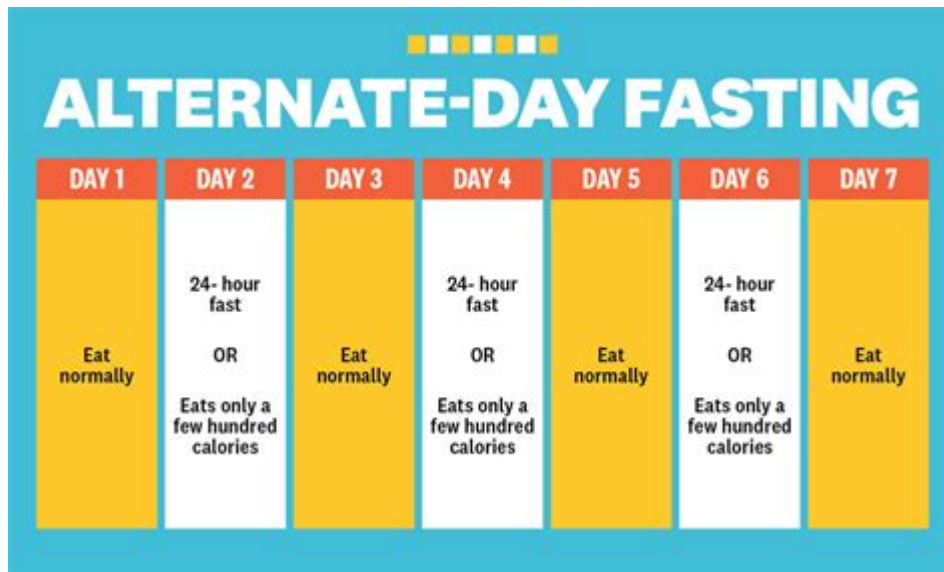 ALTERNATE-DAY FASTING
DAY 1
Eat
normally
DAY 2
24- hour
fast
OR
Eats only a
few hundred
calories
DAY 3
Eat
normally
DAY 4
24- hour
fast
OR
Eats only a
few hundred
calories
DAY 5
Eat
normally
DAY 6
24- hour
fast
OR
Eats only a
few hundred
calories
DAY 7
Eat
normally